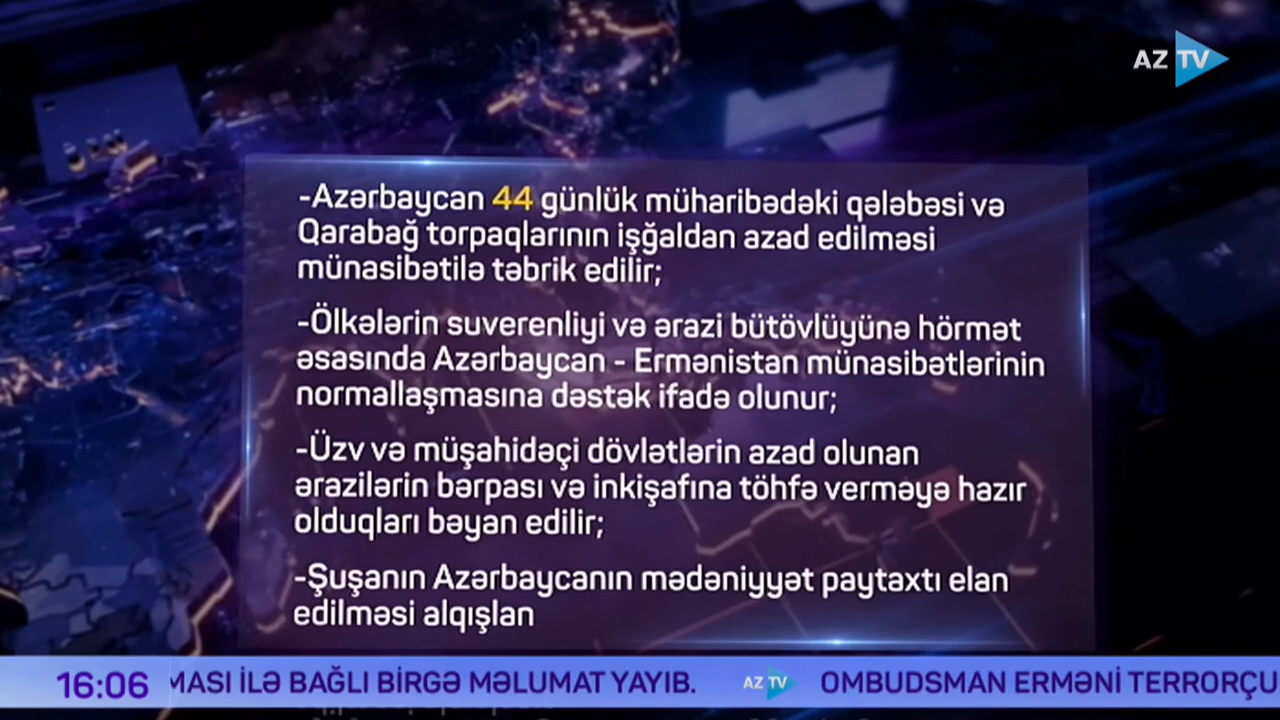 AZ TV
-Azərbaycan 44 günlük müharibədəki qələbəsi və
Qarabağ torpaqlarının işğaldan azad edilməsi
münasibətilə təbrik edilir;
-Ölkələrin suverenliyi və ərazi bütövlüyünə hörmət
əsasında Azərbaycan - Ermənistan münasibətlərinin
normallaşmasına dəstək ifadə olunur;
-Üzv və müşahidəçi dövlətlərin azad olunan
ərazilərin bərpası və inkişafına töhfə verməyə hazır
olduqları bəyan edilir;
-Şuşanın Azərbaycanın mədəniyyət paytaxtı elan
edilməsi alqışlan
16:06 MASI İLƏ BAĞLI BİRGƏ MƏLUMAT YAYIB. AZ TV OMBUDSMAN ERMƏNİ TERRORÇU